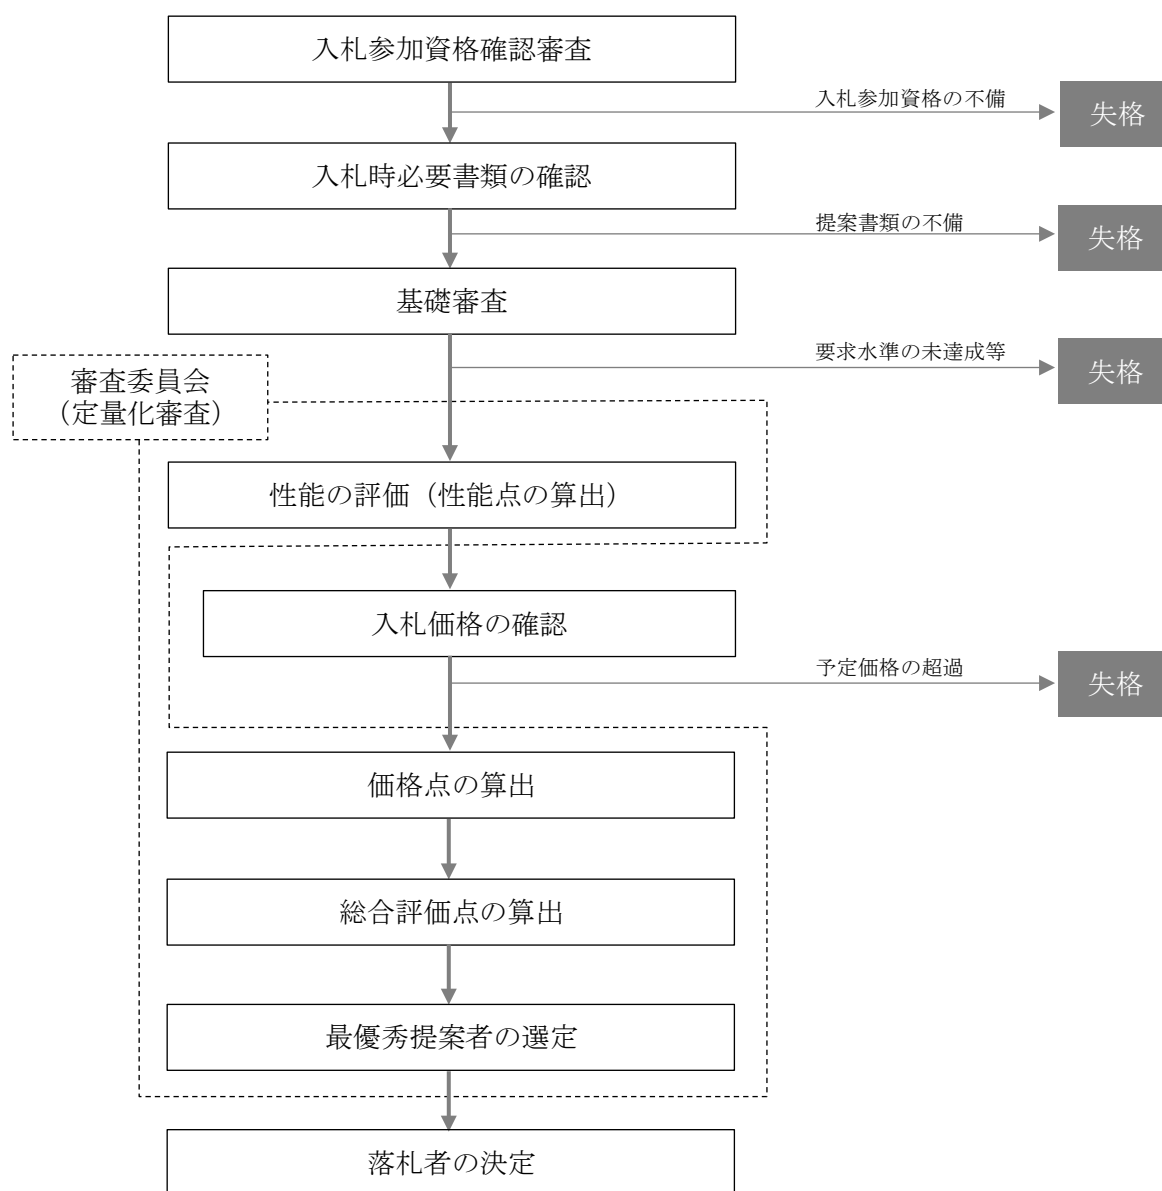 入札参加資格確認審査
入札参加資格の不備
失格
入札時必要書類の確認
提案書類の不備
失格
基礎審査
要求水準の未達成等
失格
審査委員会
（定量化審査）
性能の評価（性能点の算出）
入札価格の確認
予定価格の超過
失格
価格点の算出
総合評価点の算出
最優秀提案者の選定
落札者の決定